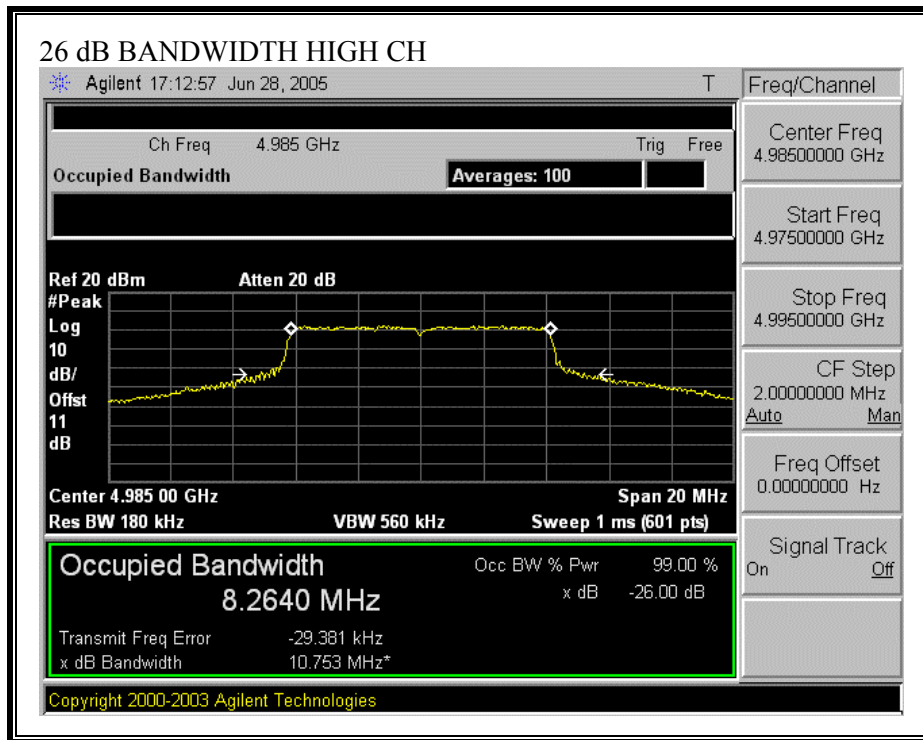 26 dB BANDWIDTH HIGH CH
Agilent 17:12:57 Jun 28, 2005 T
Freq/Channel
Ch Freq 4.985 GHz Trig Free
Occupied Bandwidth Averages: 100
Center Freq
4.98500000 GHz
Start Freq
4.97500000 GHz
Stop Freq
4.99500000 GHz
CF Step
2.00000000 MHz
Auto Man
Freq Offset
0.00000000 Hz
Signal Track
On Off
Ref 20 dBm Atten 20 dB
#Peak
Log
10
dB/
Offst
11
dB
Center 4.985 00 GHz Span 20 MHz
Res BW 180 kHz VBW 560 kHz Sweep 1 ms (601 pts)
Occupied Bandwidth Occ BW % Pwr 99.00 %
8.2640 MHz x dB -26.00 dB
Transmit Freq Error -29.381 kHz
x dB Bandwidth 10.753 MHz*
Copyright 2000-2003 Agilent Technologies